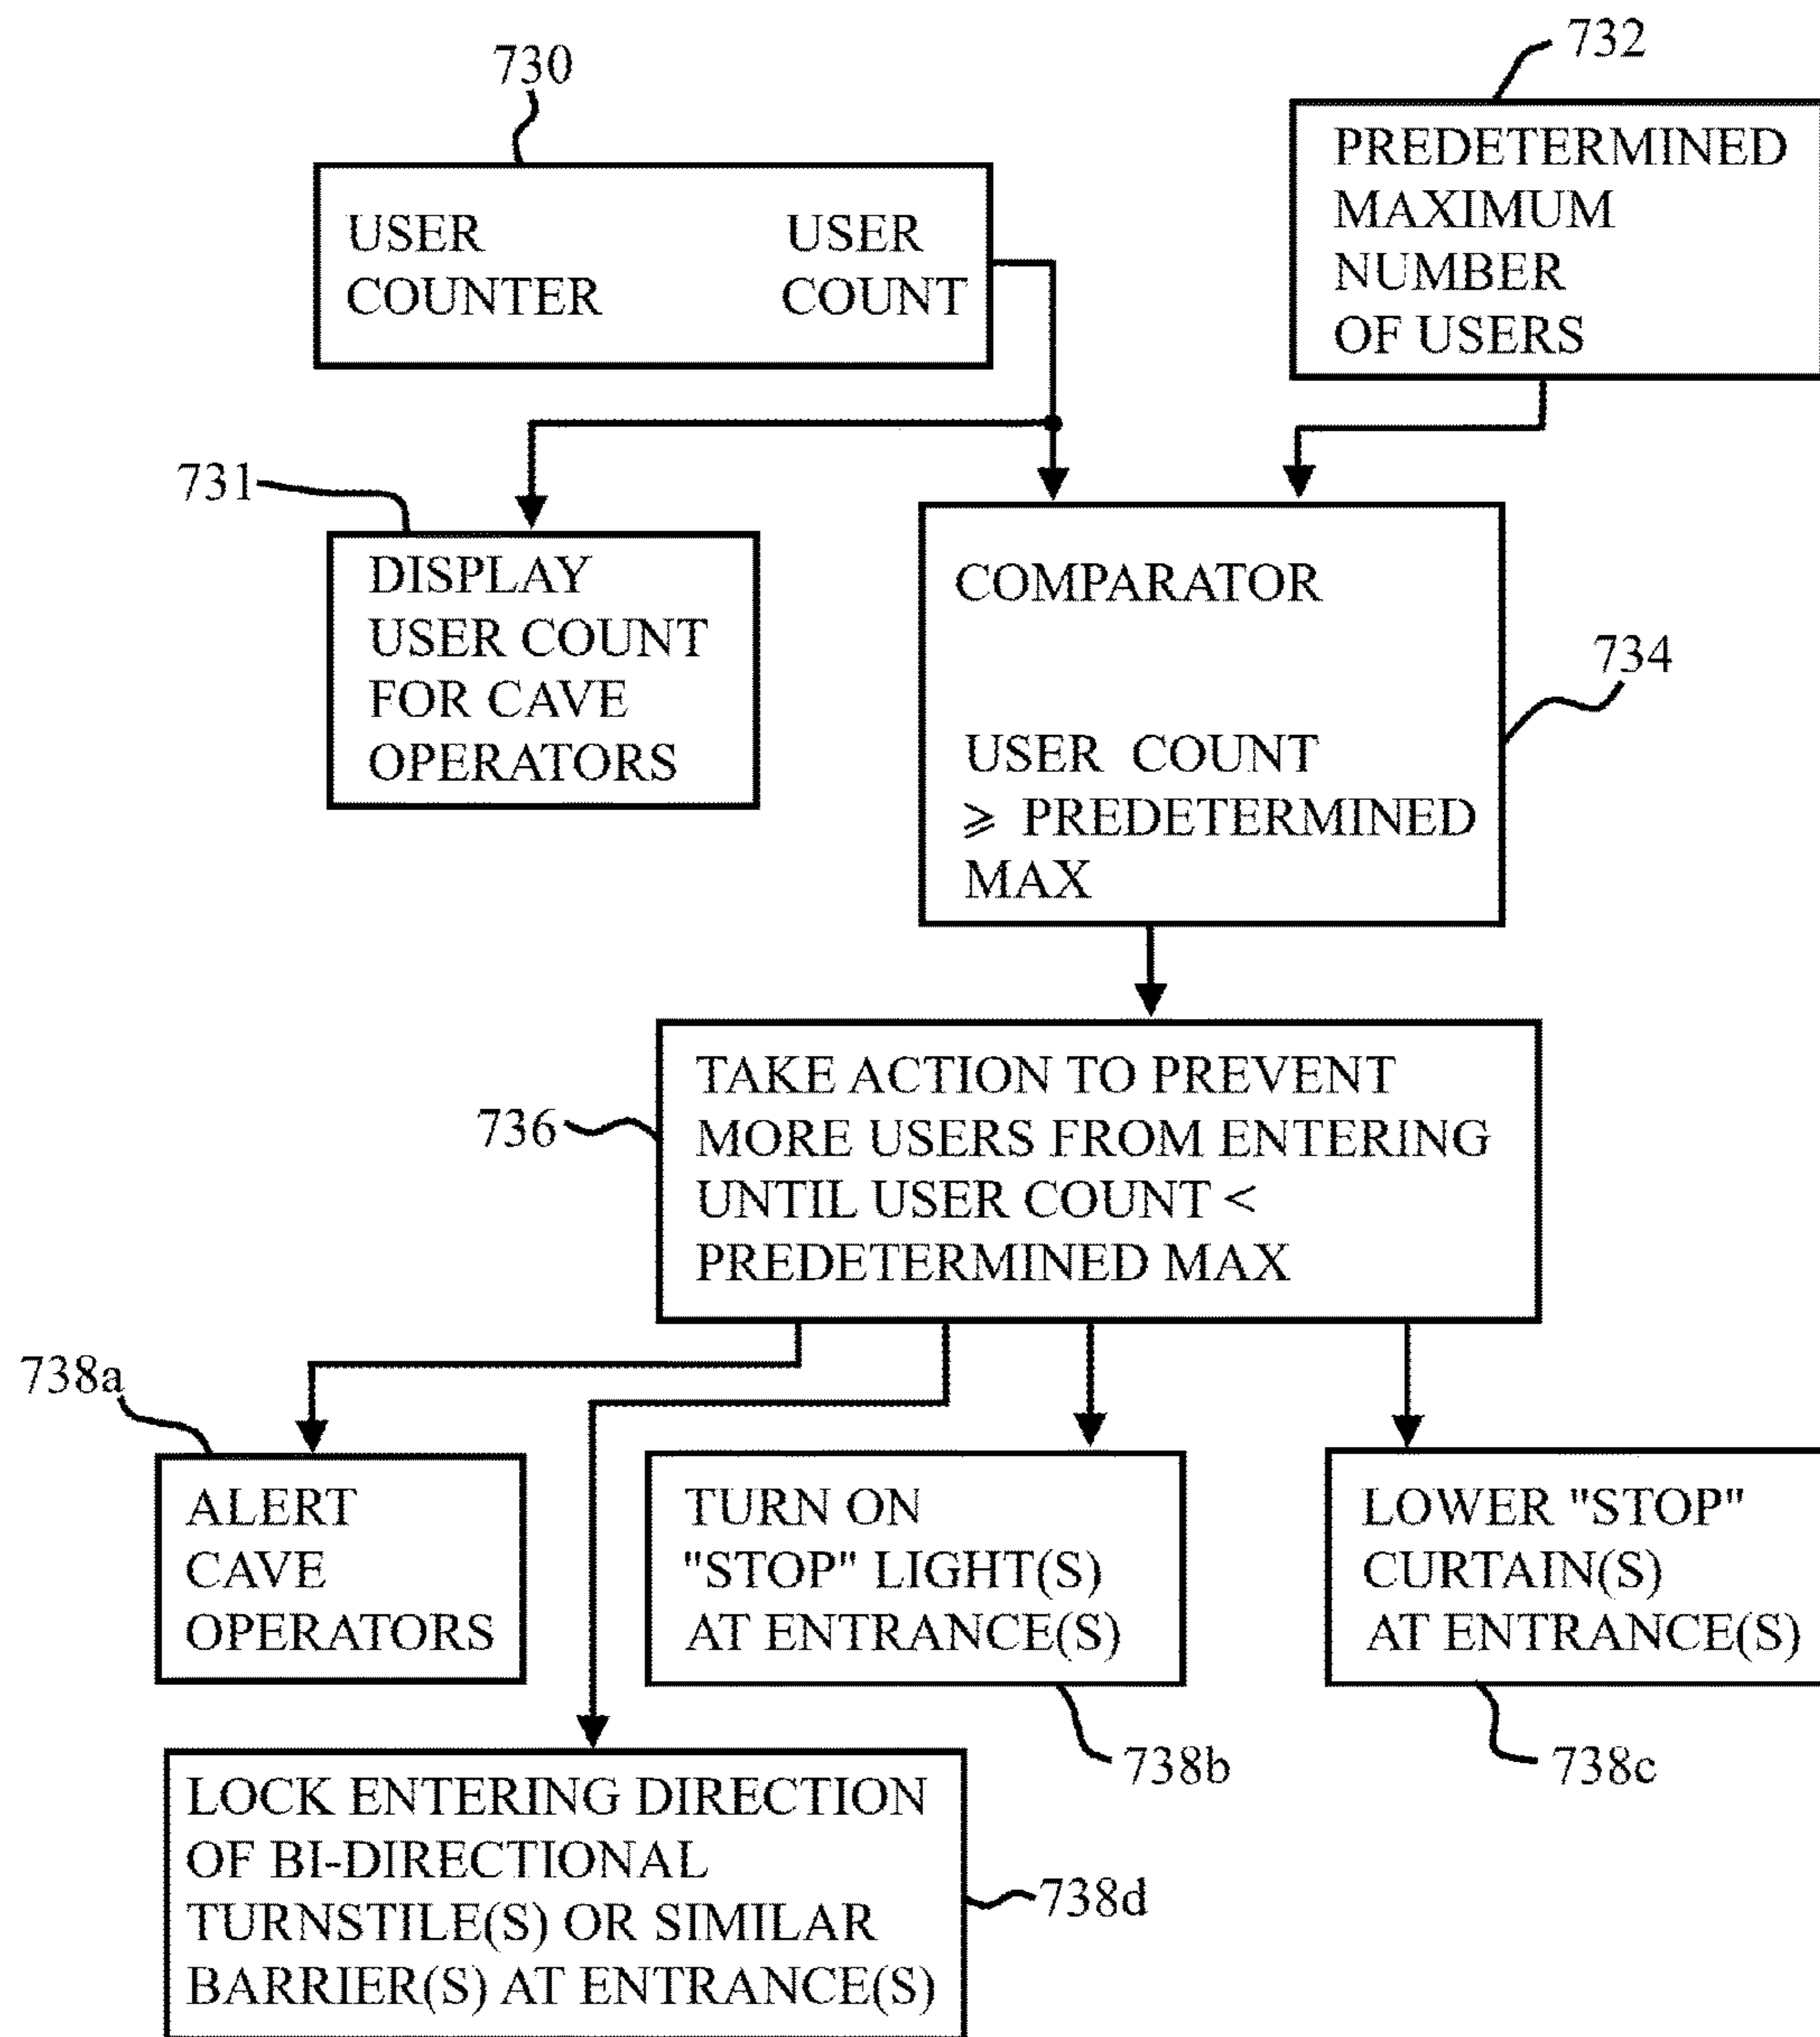 730
732
USER COUNTER
USER COUNT
PREDETERMINED
MAXIMUM
NUMBER
OF USERS
731
DISPLAY
USER COUNT
FOR CAVE
OPERATORS
COMPARATOR
USER COUNT
⩾ PREDETERMINED
MAX
734
736
TAKE ACTION TO PREVENT
MORE USERS FROM ENTERING
UNTIL USER COUNT <
PREDETERMINED MAX
738a
ALERT
CAVE
OPERATORS
TURN ON
"STOP" LIGHT(S)
AT ENTRANCE(S)
738b
LOWER "STOP"
CURTAIN(S)
AT ENTRANCE(S)
738c
LOCK ENTERING DIRECTION
OF BI-DIRECTIONAL
TURNSTILE(S) OR SIMILAR
BARRIER(S) AT ENTRANCE(S)
738d